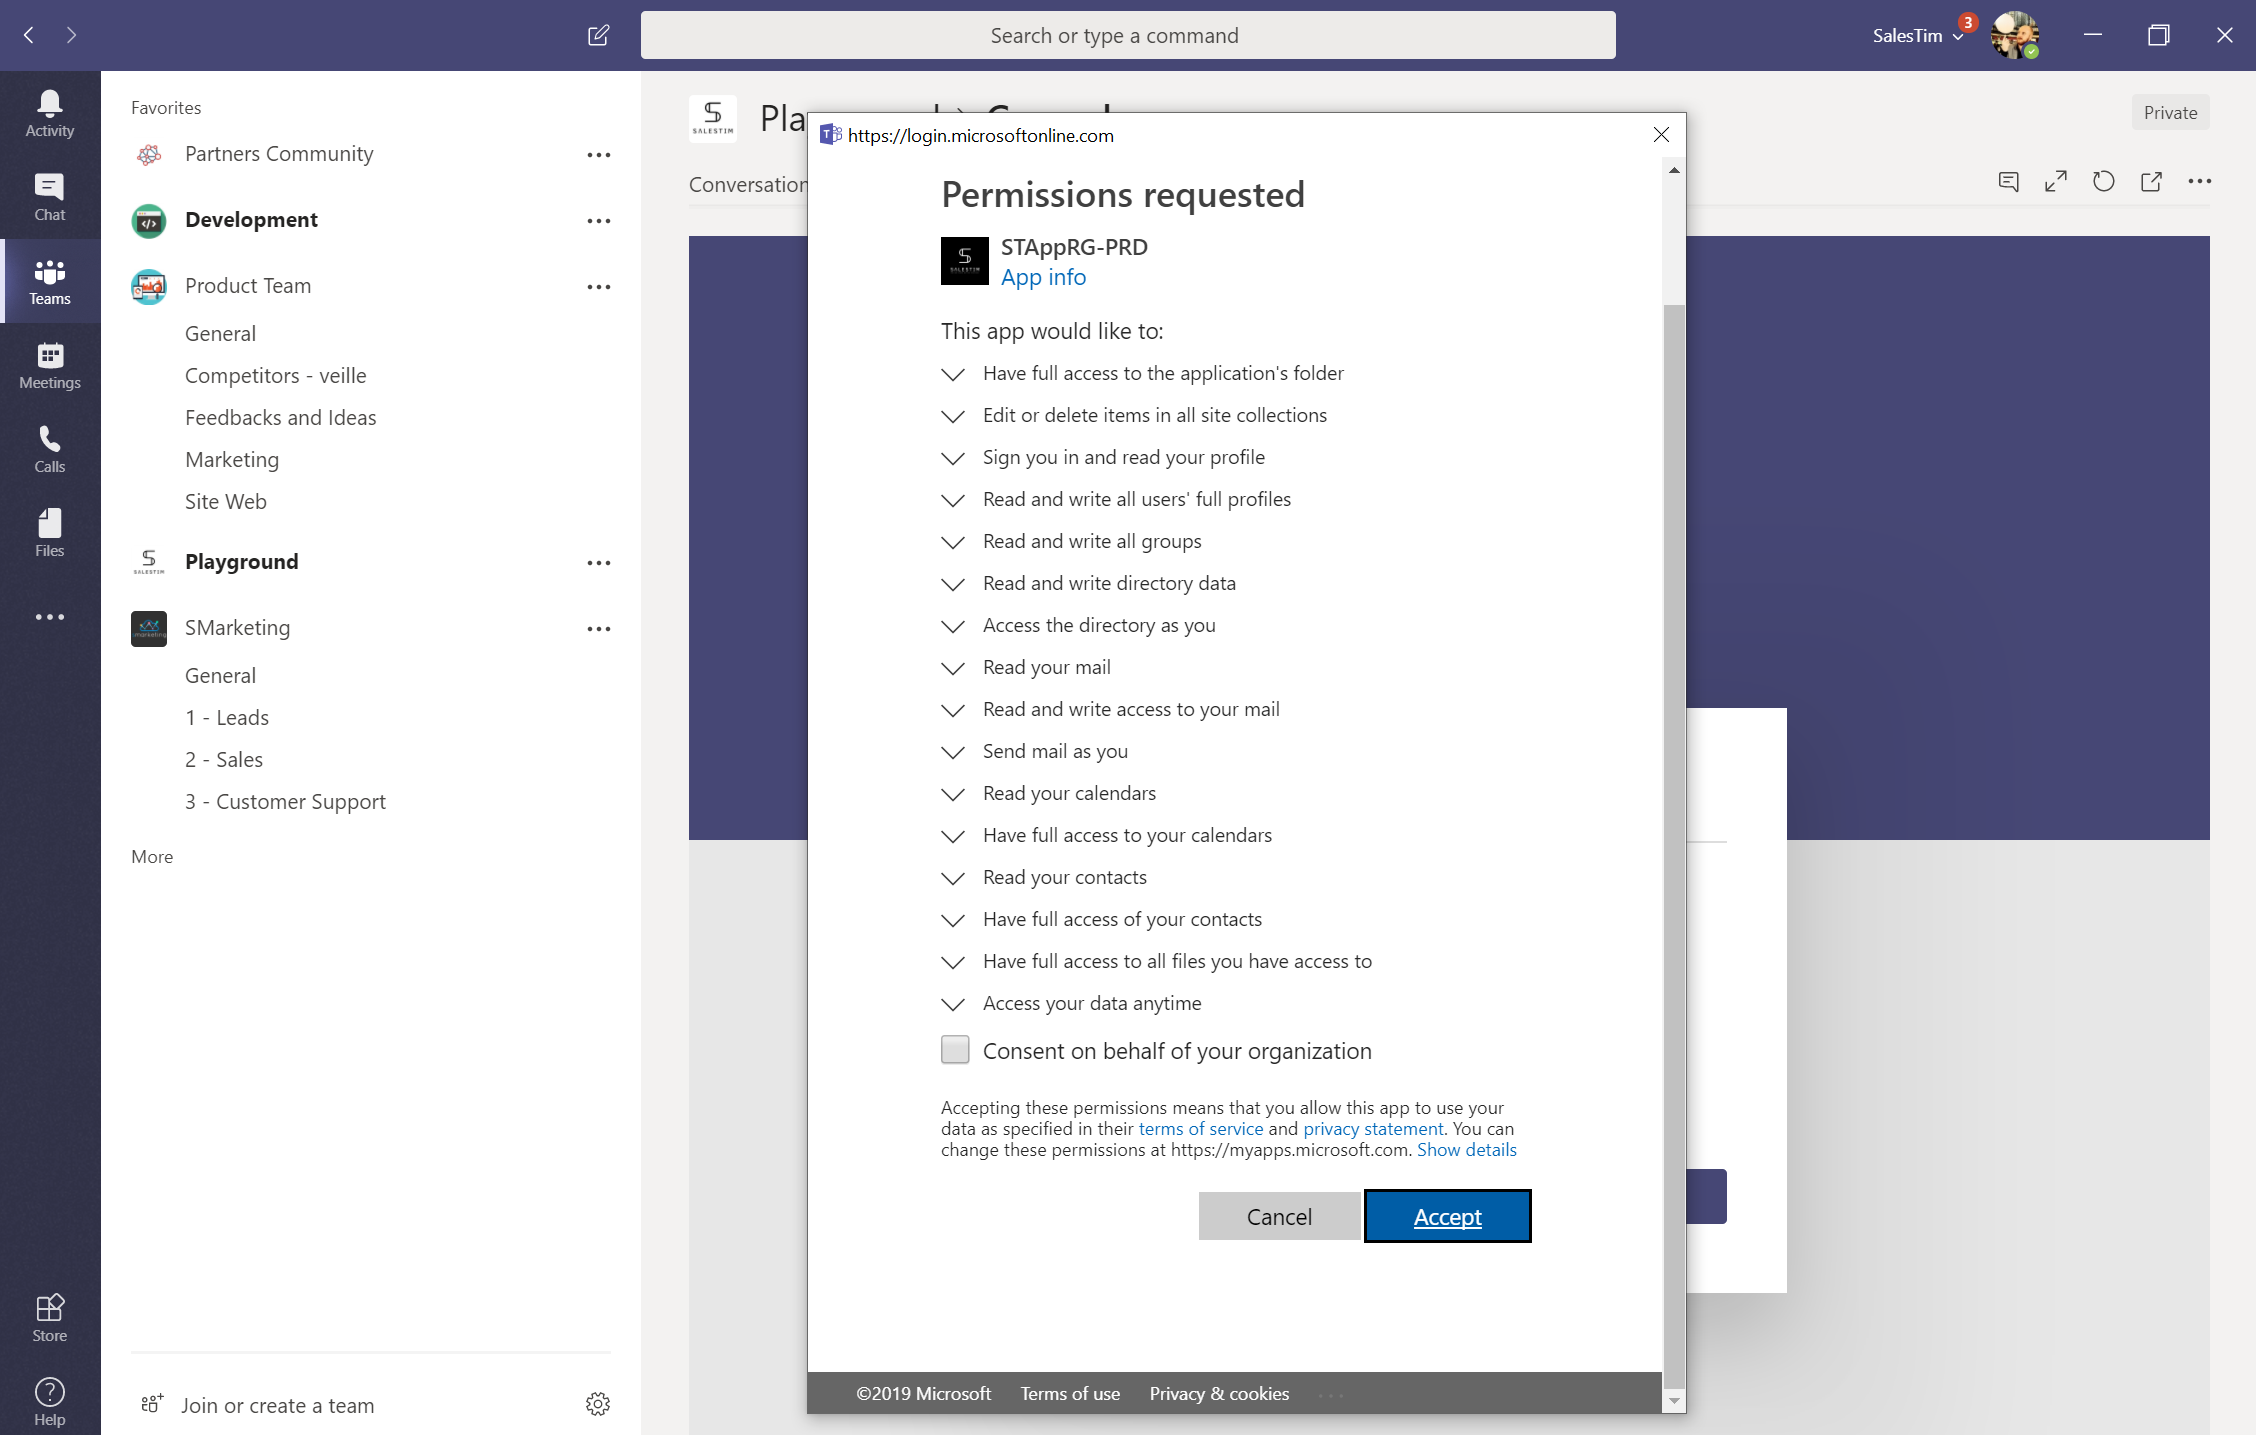 Search or type a command
SalesTim
3
Activity
Chat
Teams
Meetings
Calls
Files
Store
Help
Favorites
Partners Community
Development
Product Team
General
Competitors - veille
Feedbacks and Ideas
Marketing
Site Web
SALESTIM
Playground
SMarketing
General
1 - Leads
2 - Sales
3 - Customer Support
More
Join or create a team
SALESTIM
Private
Conversation
https://login.microsoftonline.com
Permissions requested
SALESTIM
STAppRG-PRD
App info
This app would like to:
Have full access to the application's folder
Edit or delete items in all site collections
Sign you in and read your profile
Read and write all users' full profiles
Read and write all groups
Read and write directory data
Access the directory as you
Read your mail
Read and write access to your mail
Send mail as you
Read your calendars
Have full access to your calendars
Read your contacts
Have full access of your contacts
Have full access to all files you have access to
Access your data anytime
Consent on behalf of your organization
Accepting these permissions means that you allow this app to use your
data as specified in their terms of service and privacy statement. You can
change these permissions at https://myapps.microsoft.com. Show details
Cancel
Accept
©2019 Microsoft Terms of use Privacy & cookies